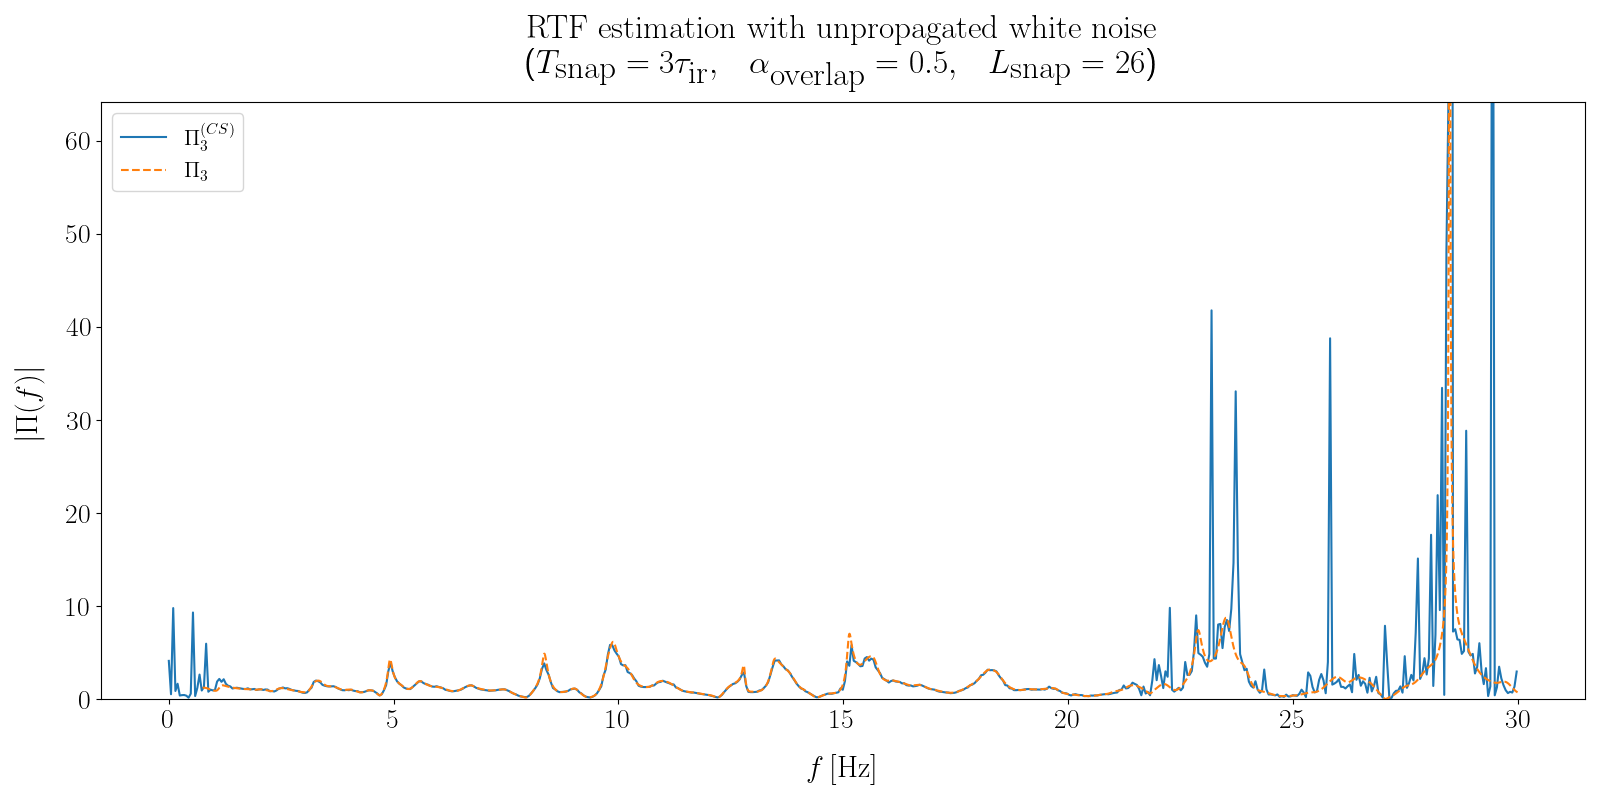 RTF estimation with unpropagated white noise
(T_snap = 3τ_ir, α_overlap = 0.5, L_snap = 26)
Π_3^(CS)
Π_3
60
50
40
30
20
10
0
|Π(f)|
0 5 10 15 20 25 30
f [Hz]